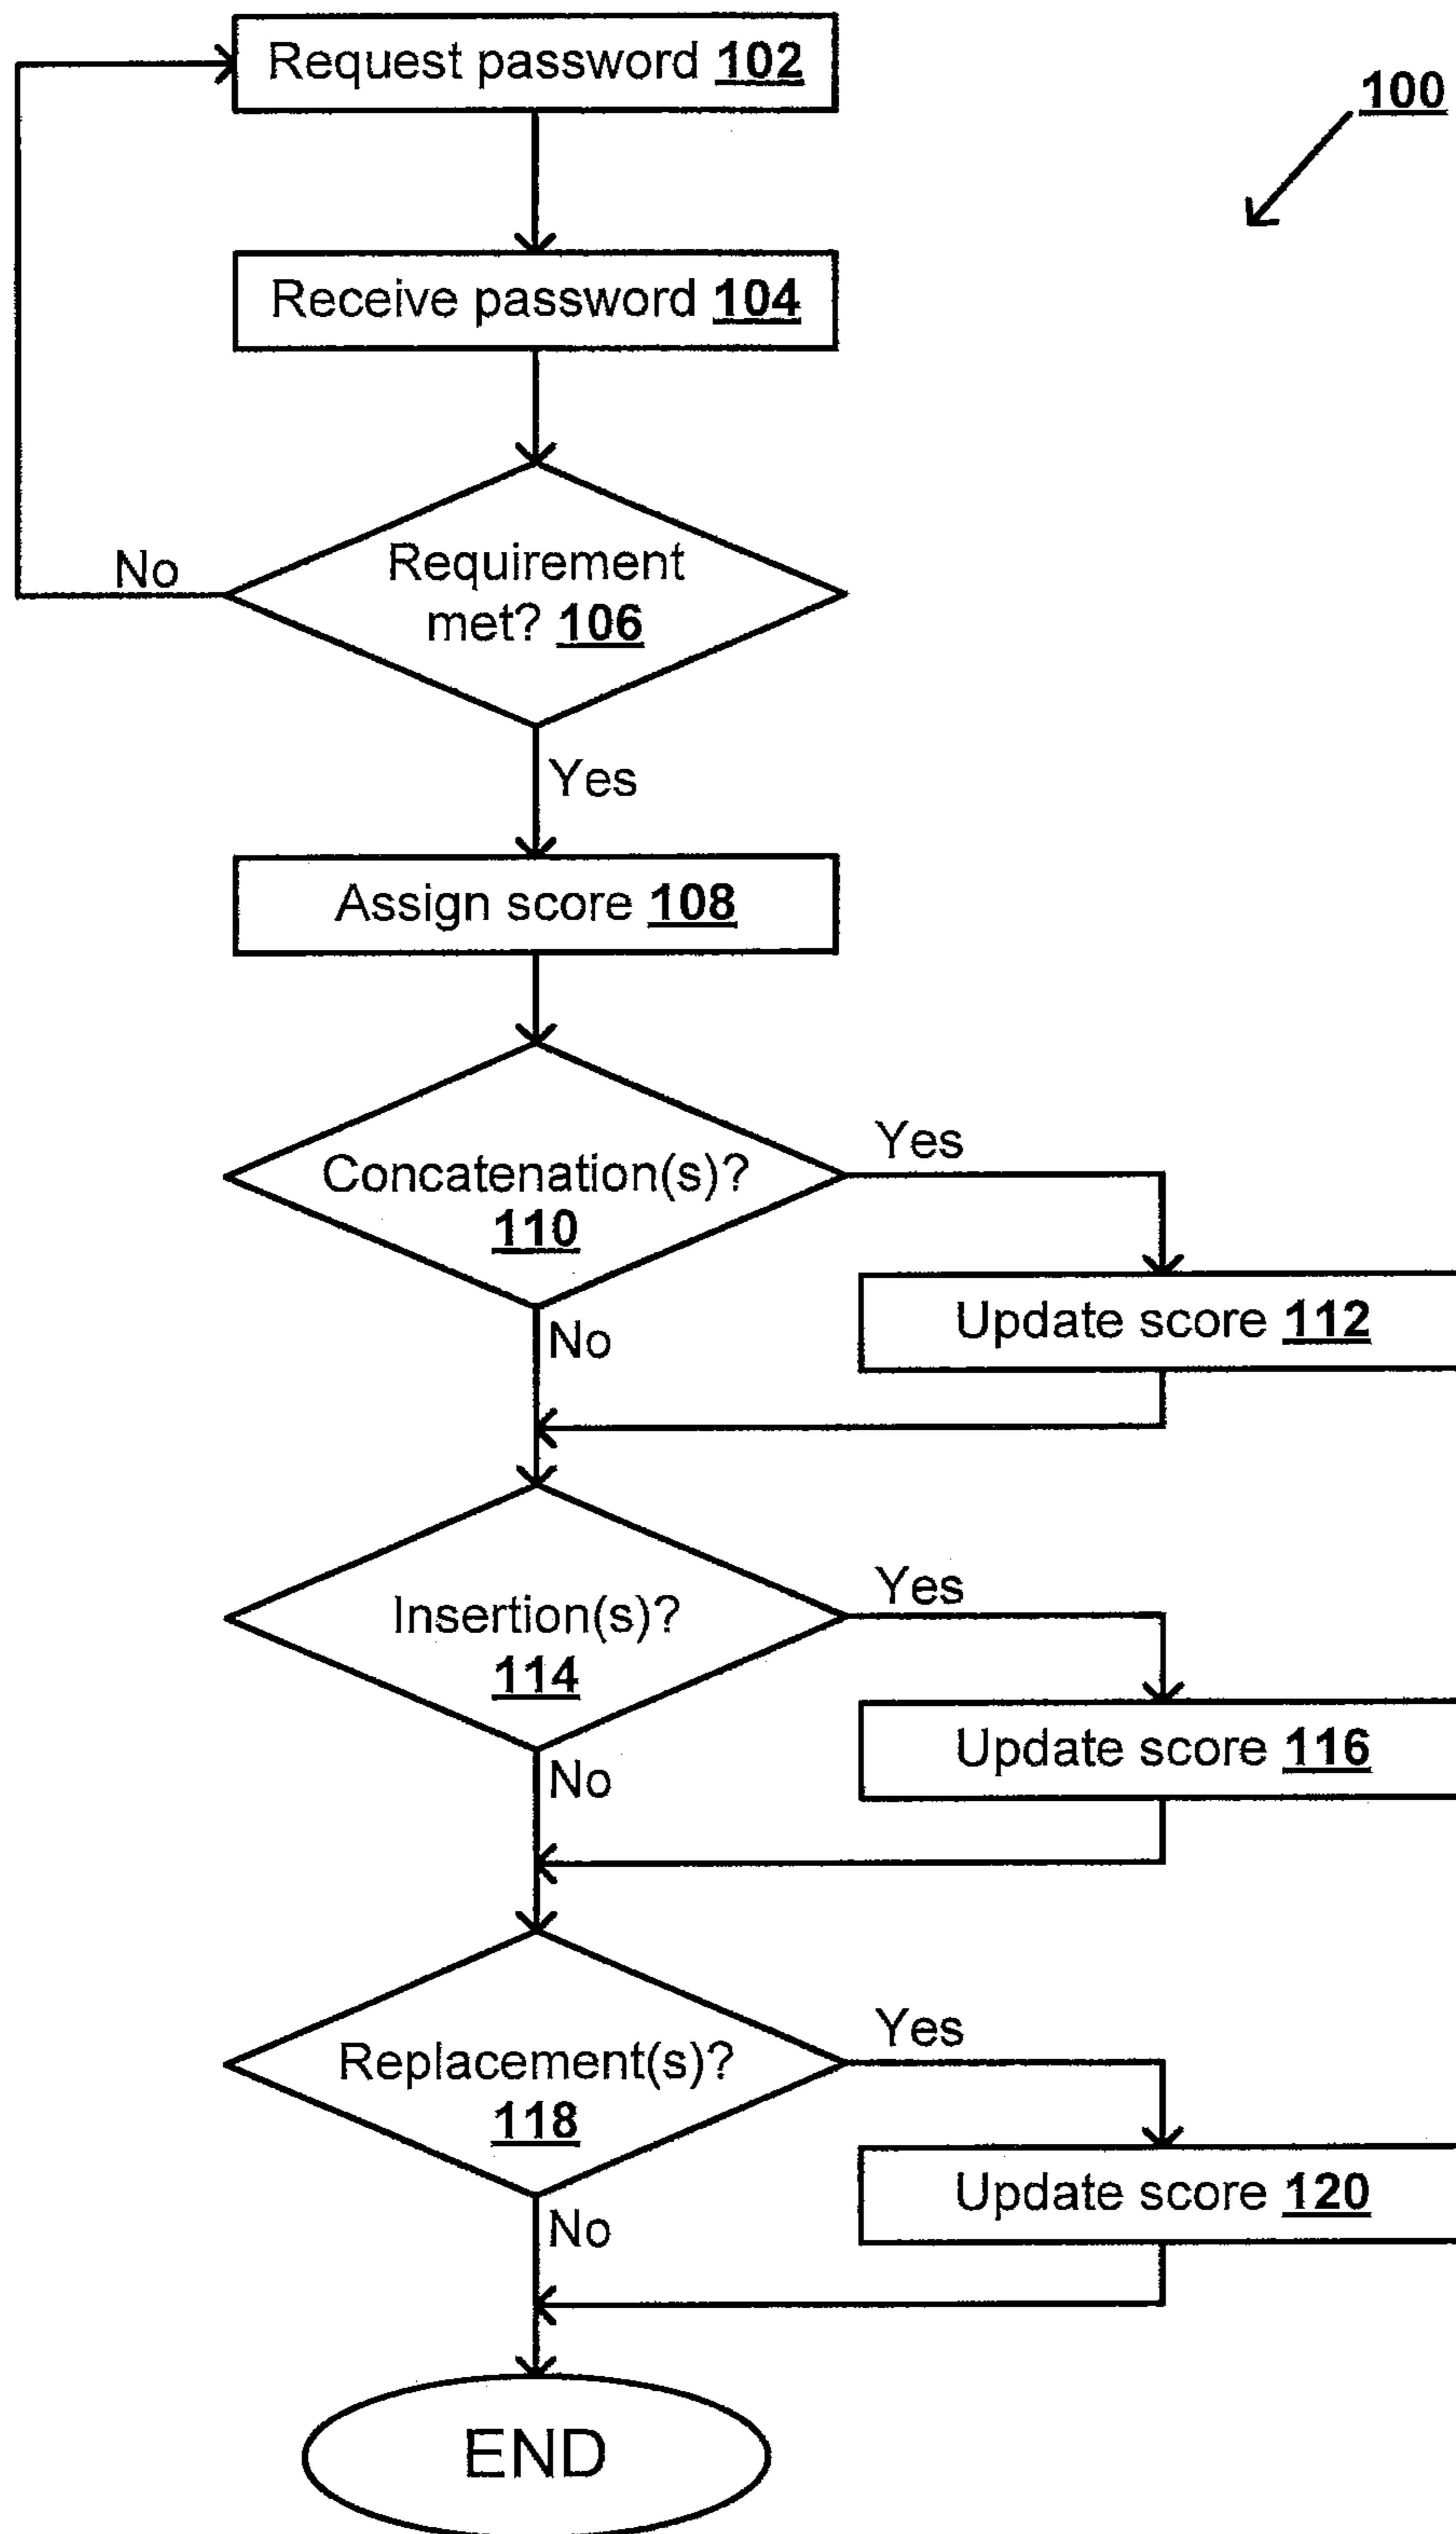 Request password 102
100
Receive password 104
Requirement
met? 106
No
Yes
Assign score 108
Concatenation(s)?
110
Yes
Update score 112
No
Insertion(s)?
114
Yes
Update score 116
No
Replacement(s)?
118
Yes
Update score 120
No
END